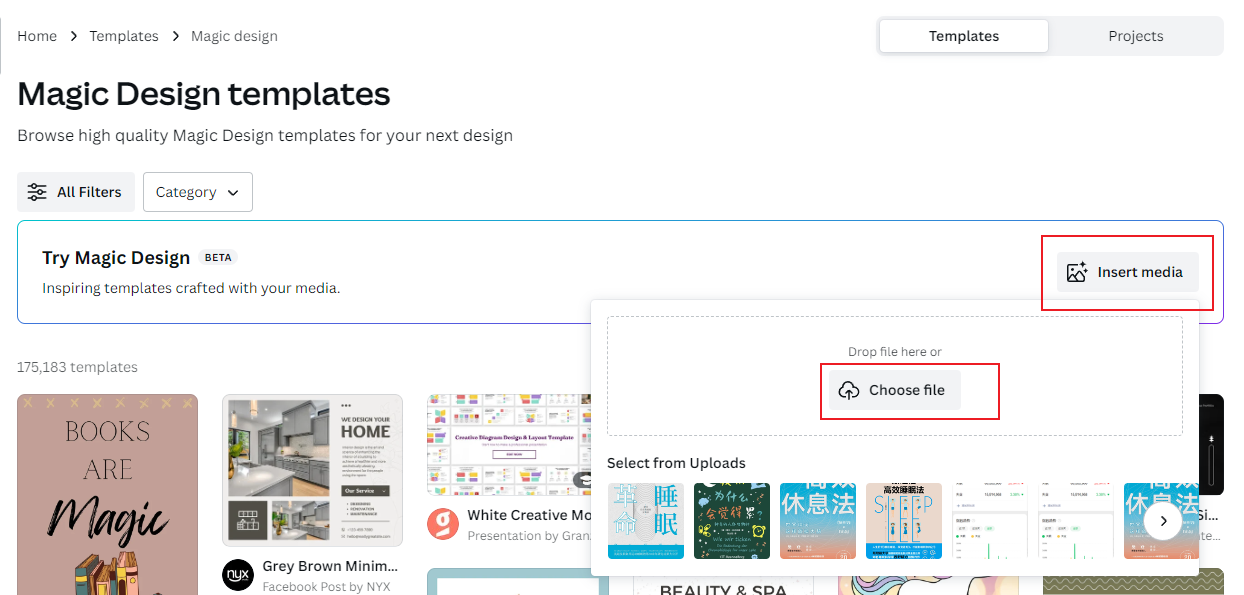 Home > Templates > Magic design
Templates
Projects
Magic Design templates
Browse high quality Magic Design templates for your next design
All Filters
Category
Try Magic Design BETA
Inspiring templates crafted with your media.
Insert media
Drop file here or
Choose file
175,183 templates
Select from Uploads
BOOKS
ARE
Magic
WE DESIGN YOUR
HOME
Our Service
Creative Diagram Design & Layout Template
睡
眠
革
命
为什么
会觉得累?
高效
休息法
高效睡眠法
SLEEP
White Creative Mo
Presentation by Gran.
nyx
Grey Brown Minim...
Facebook Post by NYX
BEAUTY & SPA